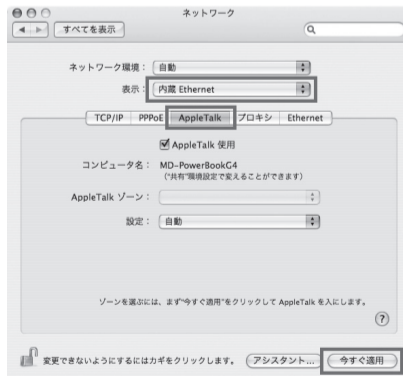 ネットワーク
すべてを表示
ネットワーク環境： 自動
表示： 内蔵 Ethernet
TCP/IP PPPoE AppleTalk プロキシ Ethernet
AppleTalk 使用
コンピュータ名： MD-PowerBookG4
（“共有”環境設定で変えることができます）
AppleTalk ゾーン：
設定： 自動
ゾーンを選ぶには、まず“今すぐ適用”をクリックして AppleTalk を入にします。
?
変更できないようにするにはカギをクリックします。 アシスタント... 今すぐ適用